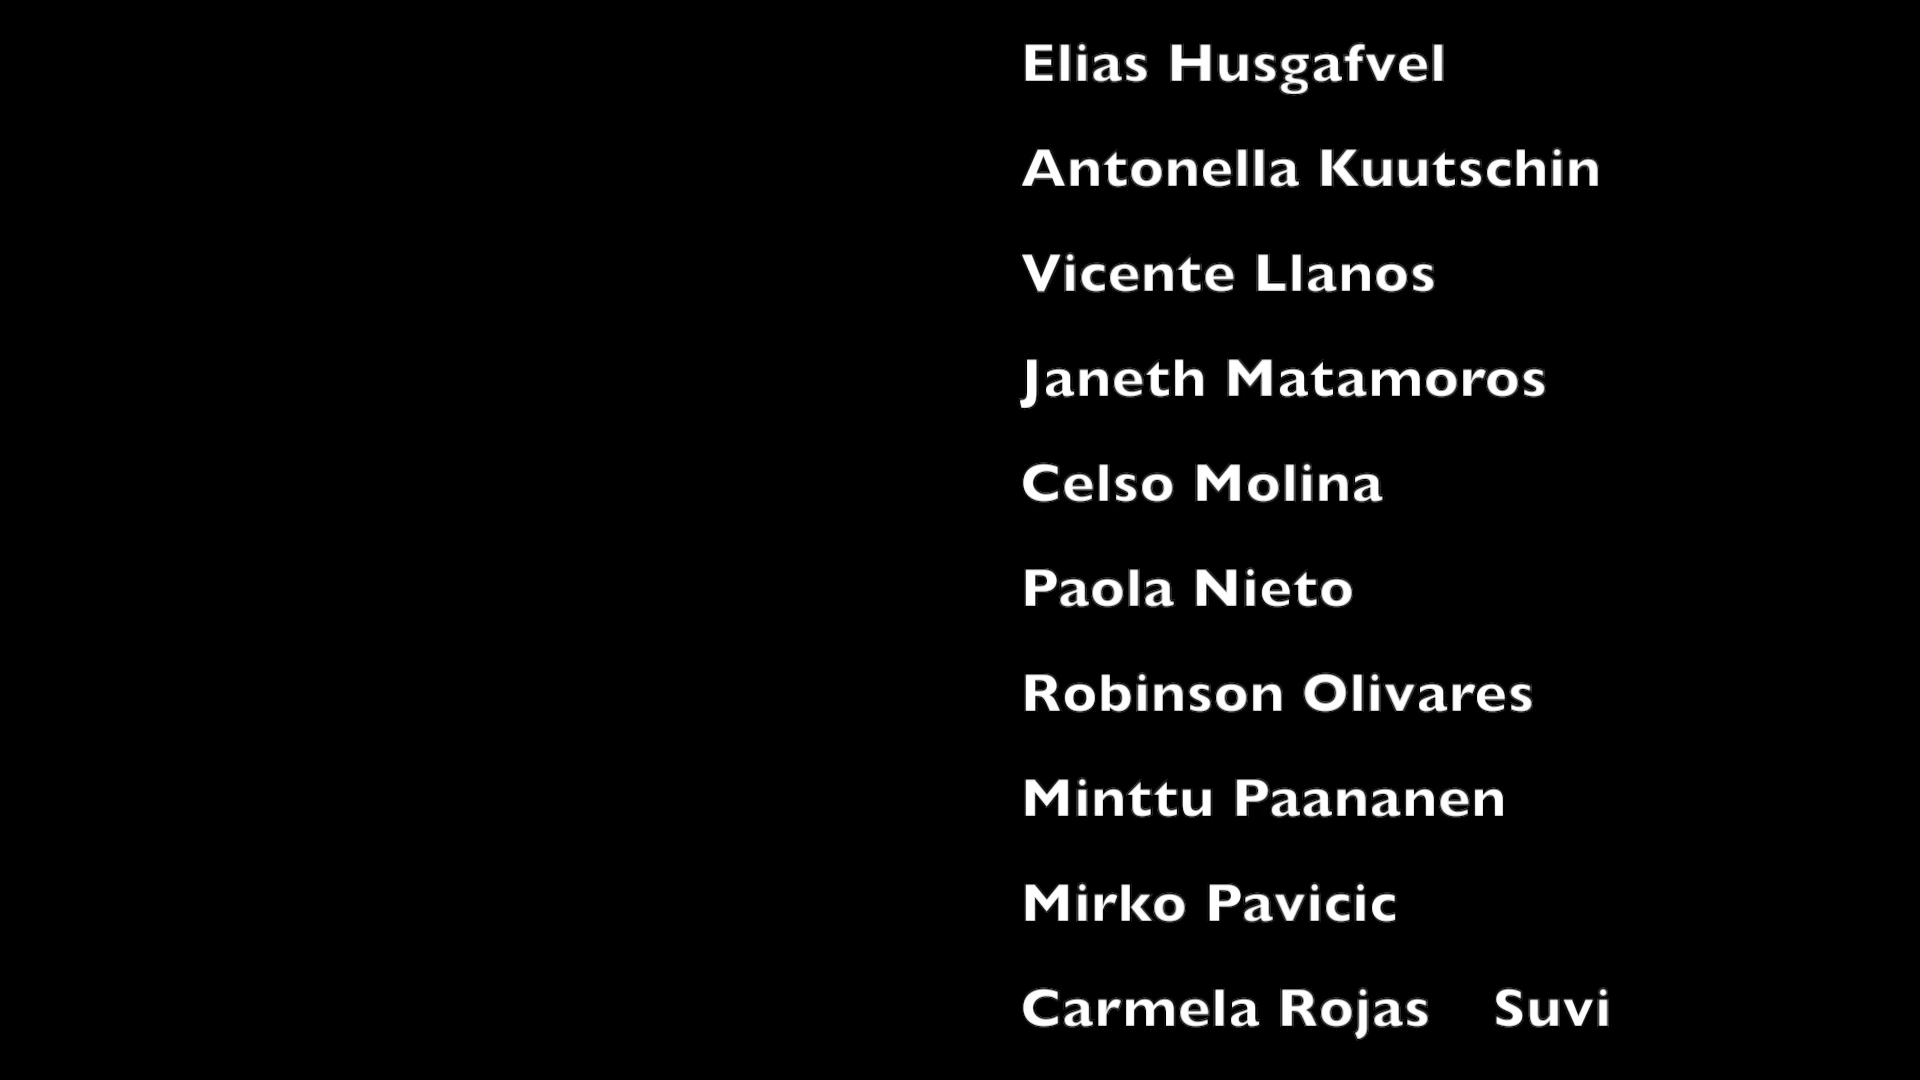 Elias Husgafvel
Antonella Kuutschin
Vicente Llanos
Janeth Matamoros
Celso Molina
Paola Nieto
Robinson Olivares
Minttu Paananen
Mirko Pavicic
Carmela Rojas Suvi